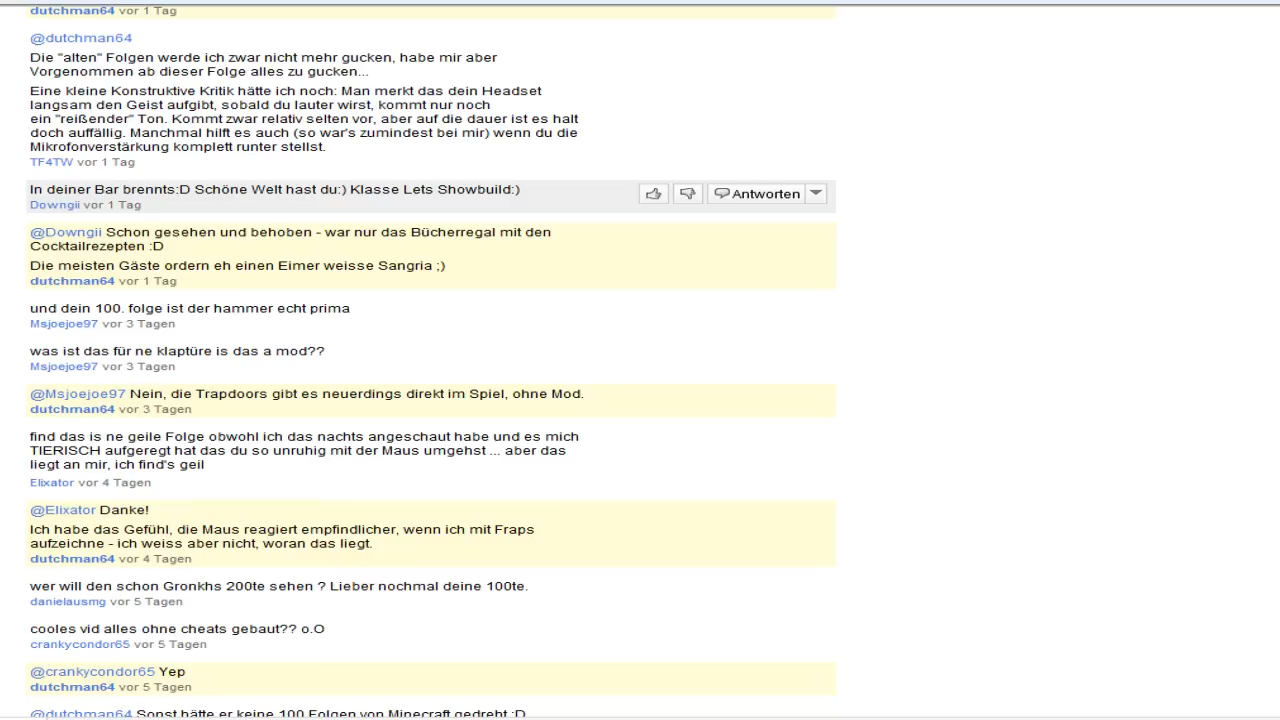 dutchman64 vor 1 Tag
@dutchman64
Die "alten" Folgen werde ich zwar nicht mehr gucken, habe mir aber
Vorgenommen ab dieser Folge alles zu gucken...
Eine kleine Konstruktive Kritik hätte ich noch: Man merkt das dein Headset
langsam den Geist aufgibt, sobald du lauter wirst, kommt nur noch
ein "reißender" Ton. Kommt zwar relativ selten vor, aber auf die dauer ist es halt
doch auffällig. Manchmal hilft es auch (so war's zumindest bei mir) wenn du die
Mikrofonverstärkung komplett runter stellst.
TF4TW vor 1 Tag
In deiner Bar brennts:D Schöne Welt hast du:) Klasse Lets Showbuild:)
Antworten
Downgii vor 1 Tag
@Downgii Schon gesehen und behoben - war nur das Bücherregal mit den
Cocktailrezepten :D
Die meisten Gäste ordern eh einen Eimer weisse Sangria ;)
dutchman64 vor 1 Tag
und dein 100. folge ist der hammer echt prima
Msjoejoe97 vor 3 Tagen
was ist das für ne klaptüre is das a mod??
Msjoejoe97 vor 3 Tagen
@Msjoejoe97 Nein, die Trapdoors gibt es neuerdings direkt im Spiel, ohne Mod.
dutchman64 vor 3 Tagen
find das is ne geile Folge obwohl ich das nachts angeschaut habe und es mich
TIERISCH aufgeregt hat das du so unruhig mit der Maus umgehst ... aber das
liegt an mir, ich find's geil
Elixator vor 4 Tagen
@Elixator Danke!
Ich habe das Gefühl, die Maus reagiert empfindlicher, wenn ich mit Fraps
aufzeichne - ich weiss aber nicht, woran das liegt.
dutchman64 vor 4 Tagen
wer will den schon Gronkhs 200te sehen ? Lieber nochmal deine 100te.
danielausmg vor 5 Tagen
cooles vid alles ohne cheats gebaut?? o.O
crankycondor65 vor 5 Tagen
@crankycondor65 Yep
dutchman64 vor 5 Tagen
@dutchman64 Sonst hätte er keine 100 Folgen von Minecraft gedreht :D